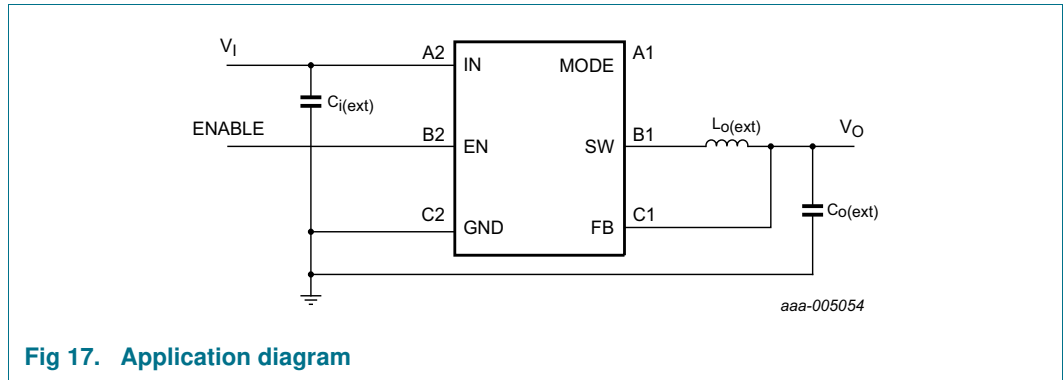 VI
A2
IN
MODE
A1
Ci(ext)
ENABLE
B2
EN
SW
B1
Lo(ext)
VO
C2
GND
FB
C1
Co(ext)
aaa-005054
Fig 17. Application diagram